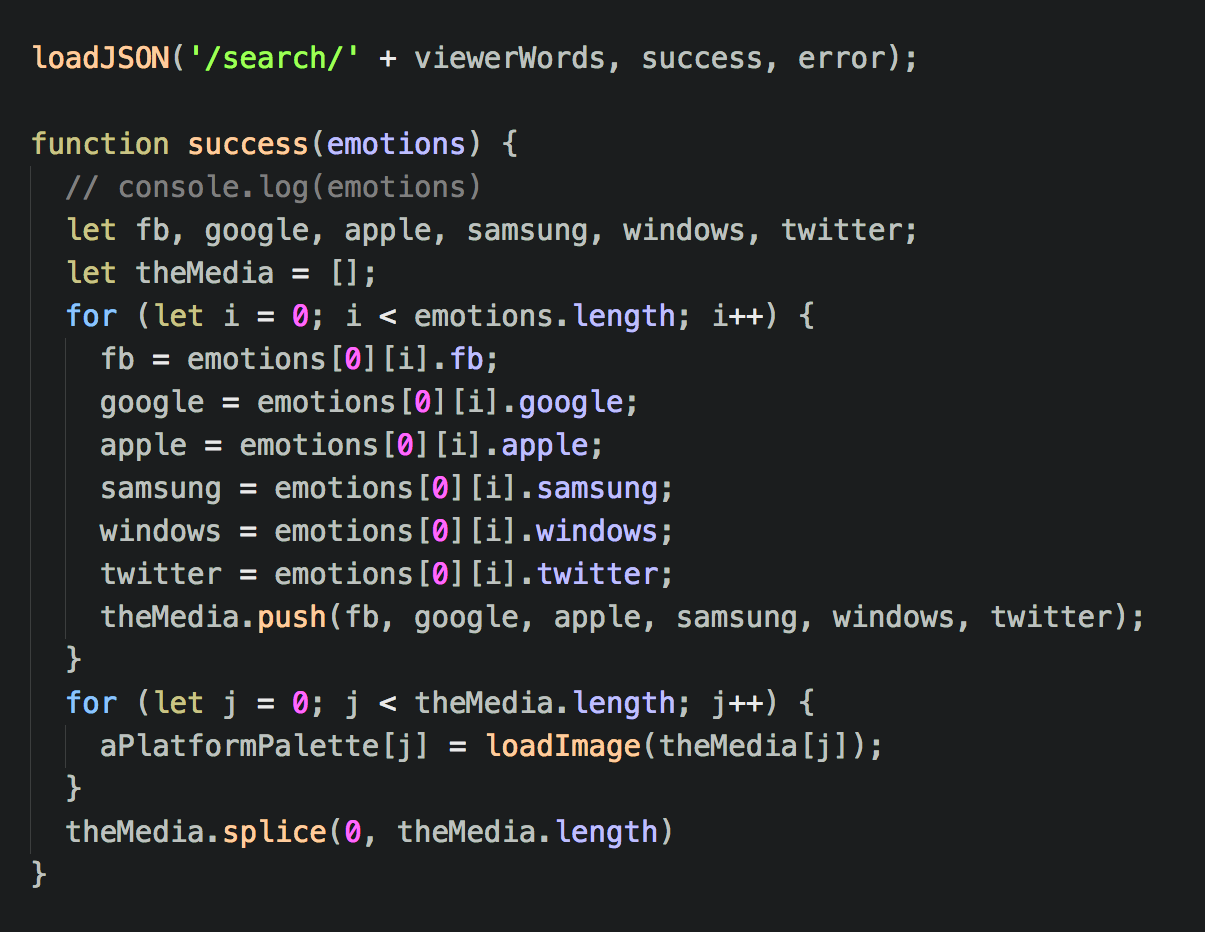 loadJSON('/search/' + viewerWords, success, error);
function success(emotions) {
// console.log(emotions)
let fb, google, apple, samsung, windows, twitter;
let theMedia = [];
for (let i = 0; i < emotions.length; i++) {
fb = emotions[0][i].fb;
google = emotions[0][i].google;
apple = emotions[0][i].apple;
samsung = emotions[0][i].samsung;
windows = emotions[0][i].windows;
twitter = emotions[0][i].twitter;
theMedia.push(fb, google, apple, samsung, windows, twitter);
}
for (let j = 0; j < theMedia.length; j++) {
aPlatformPalette[j] = loadImage(theMedia[j]);
}
theMedia.splice(0, theMedia.length)
}